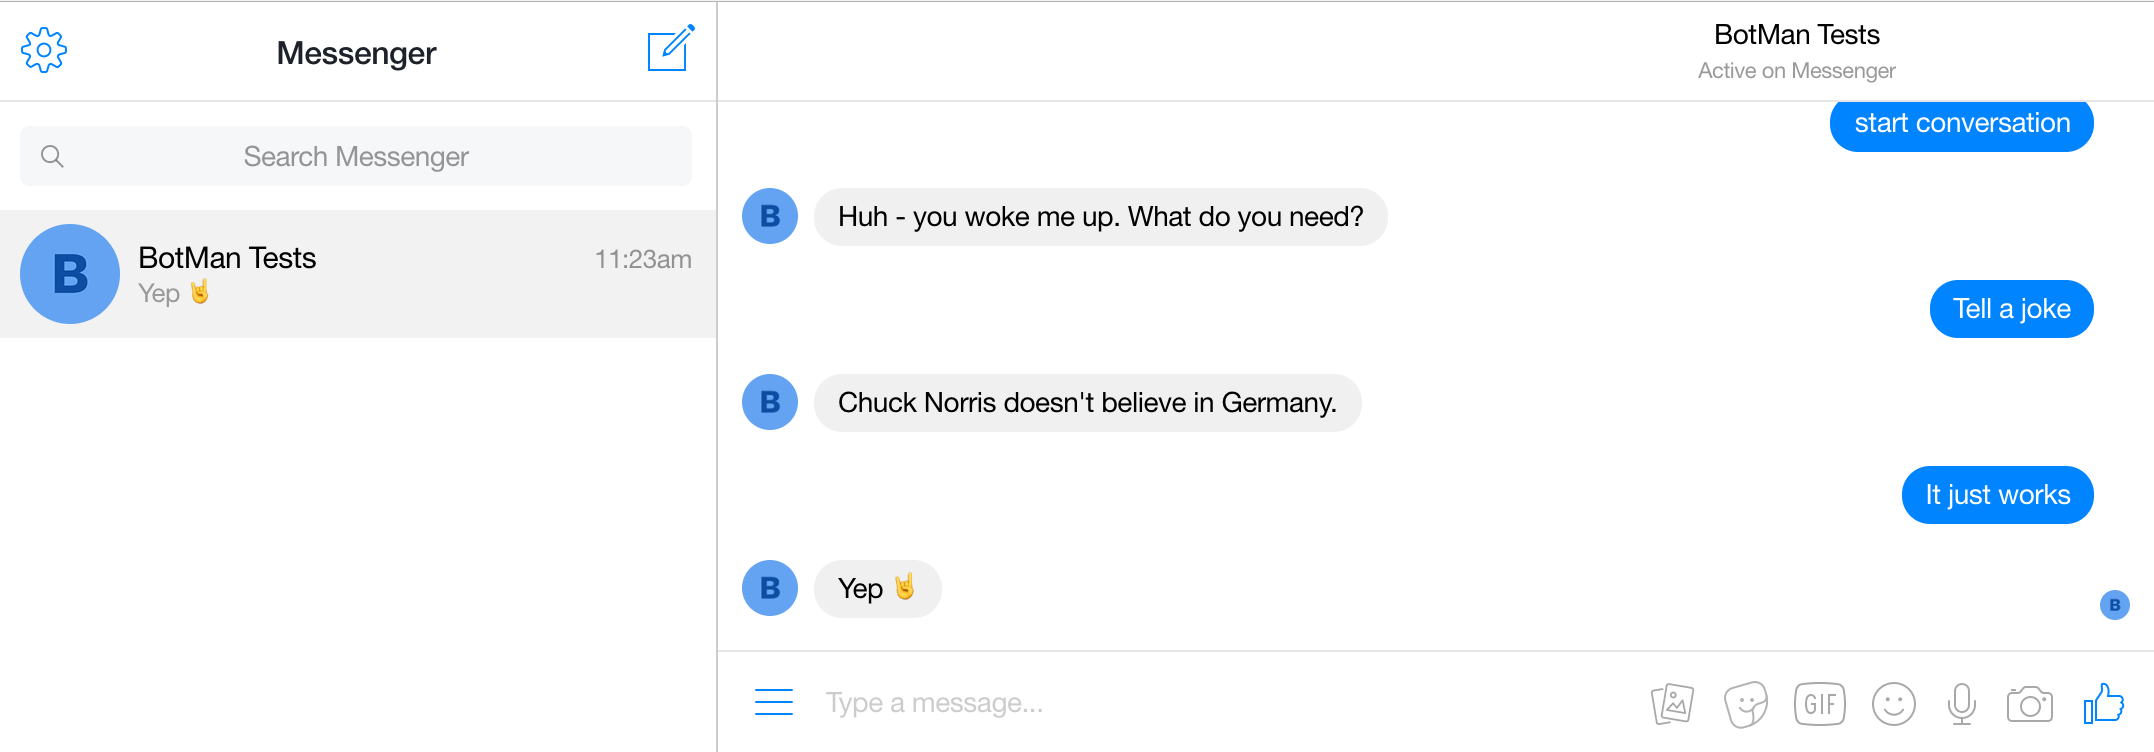 Messenger
Search Messenger
B
BotMan Tests
11:23am
Yep 🤘
BotMan Tests
Active on Messenger
start conversation
B
Huh - you woke me up. What do you need?
Tell a joke
B
Chuck Norris doesn't believe in Germany.
It just works
B
Yep 🤘
B
Type a message...
GIF